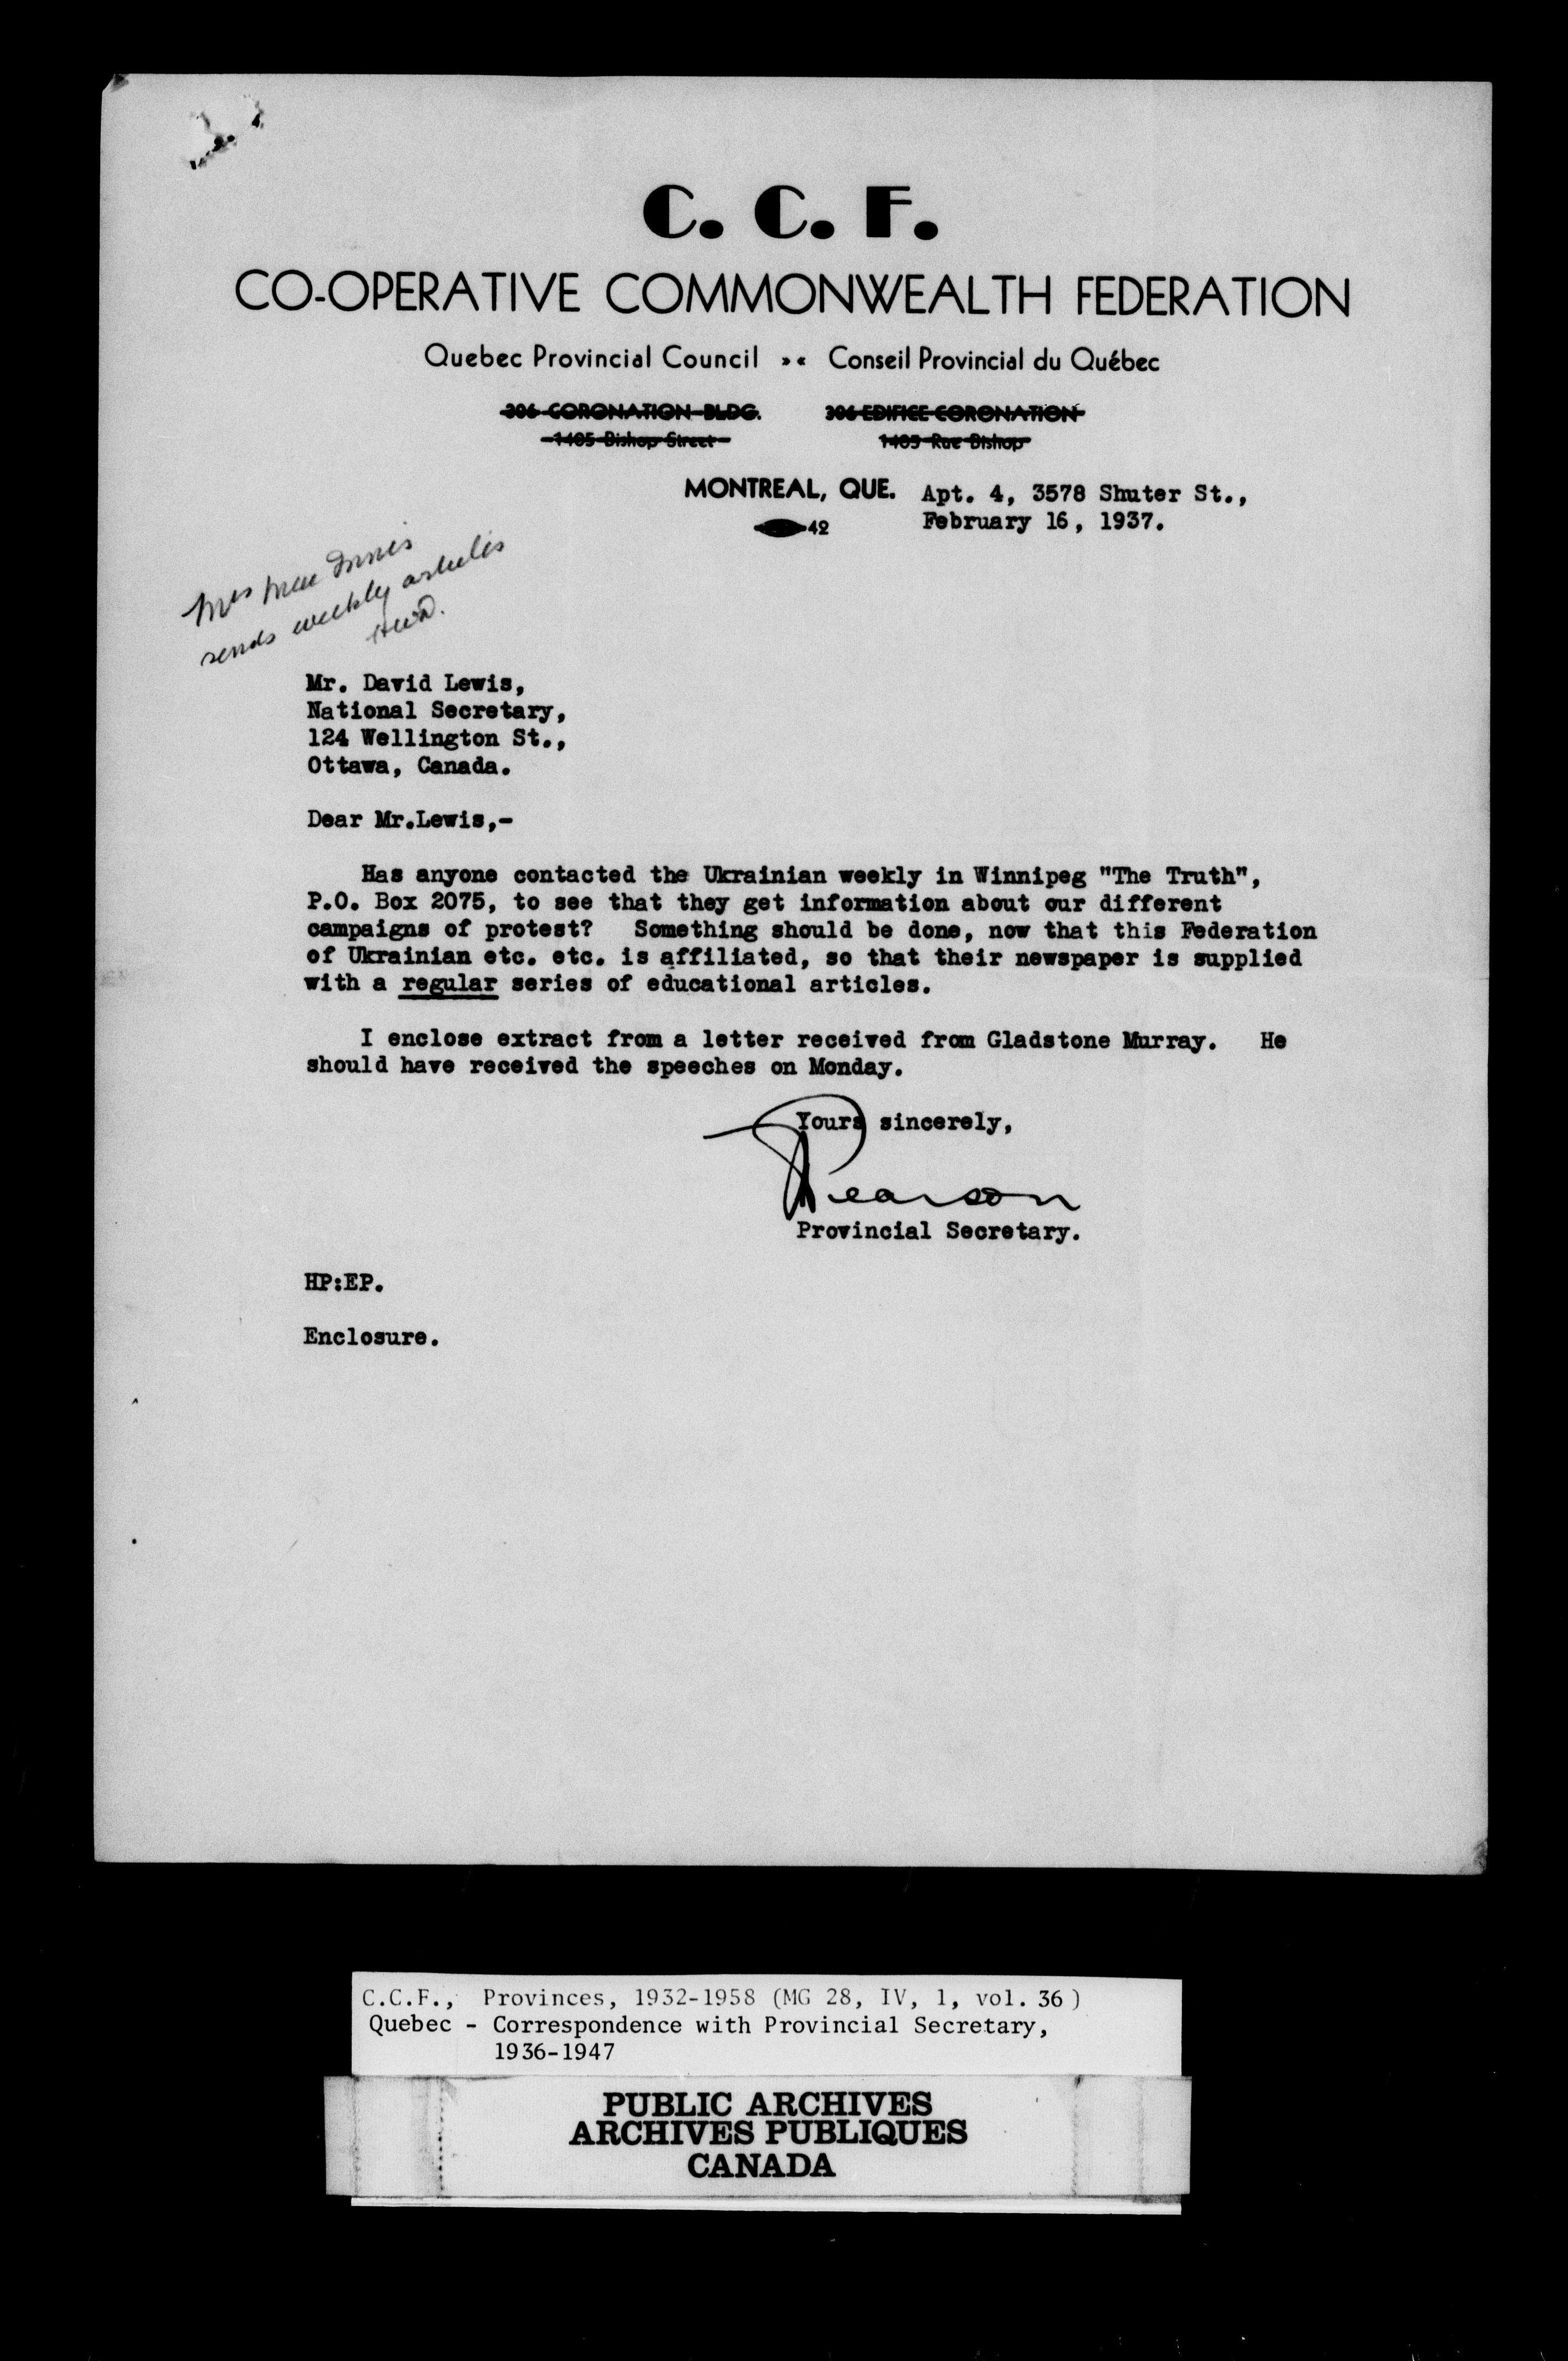 C. C. F.
CO-OPERATIVE COMMONWEALTH FEDERATION
Quebec Provincial Council »« Conseil Provincial du Québec
306 CORONATION BLDG. 306 EDIFICE CORONATION
1405 Bishop Street 1405 Rue Bishop
MONTREAL, QUE. Apt. 4, 3578 Shuter St.,
42 February 16, 1937.
Mrs Mac Innis
sends weekly articles
Mr. David Lewis,
National Secretary,
124 Wellington St.,
Ottawa, Canada.
Dear Mr.Lewis,-
Has anyone contacted the Ukrainian weekly in Winnipeg "The Truth",
P.O. Box 2075, to see that they get information about our different
campaigns of protest? Something should be done, now that this Federation
of Ukrainian etc. etc. is affiliated, so that their newspaper is supplied
with a regular series of educational articles.
I enclose extract from a letter received from Gladstone Murray. He
should have received the speeches on Monday.
Yours sincerely,
Pearson
Provincial Secretary.
HP:EP.
Enclosure.
C.C.F., Provinces, 1932-1958 (MG 28, IV, 1, vol. 36 )
Quebec - Correspondence with Provincial Secretary,
1936-1947
PUBLIC ARCHIVES
ARCHIVES PUBLIQUES
CANADA